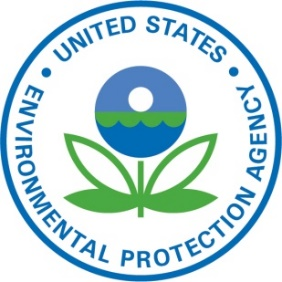 UNITED STATES
ENVIRONMENTAL PROTECTION AGENCY